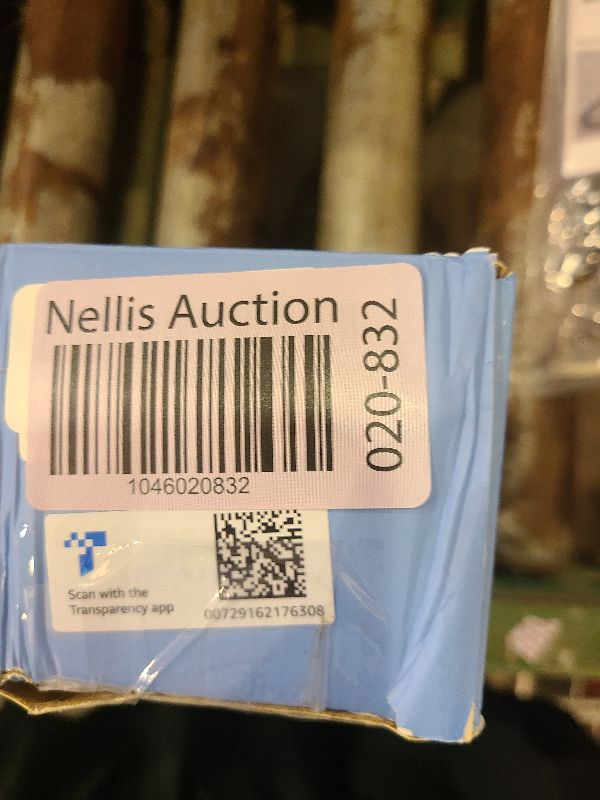 Nellis Auction
020-832
1046020832
Scan with the
Transparency app
00729162176308